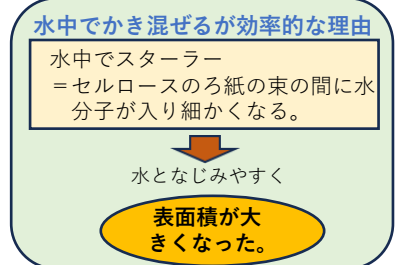 水中でかき混ぜるが効率的な理由
水中でスターラー
＝セルロースのろ紙の束の間に水
分子が入り細かくなる。
水となじみやすく
表面積が大
きくなった。